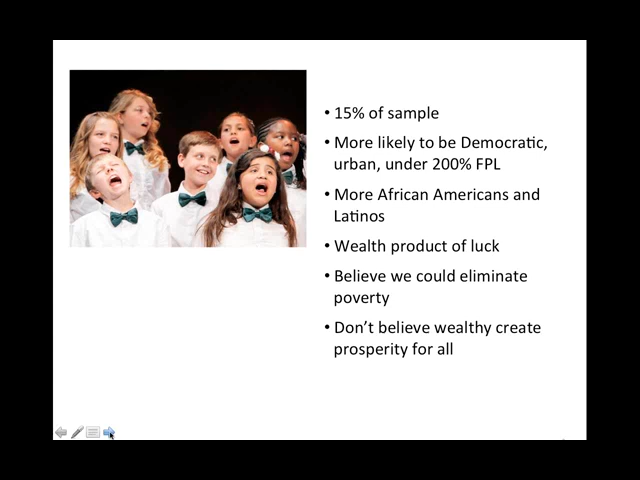 • 15% of sample
• More likely to be Democratic,
urban, under 200% FPL
• More African Americans and
Latinos
• Wealth product of luck
• Believe we could eliminate
poverty
• Don’t believe wealthy create
prosperity for all